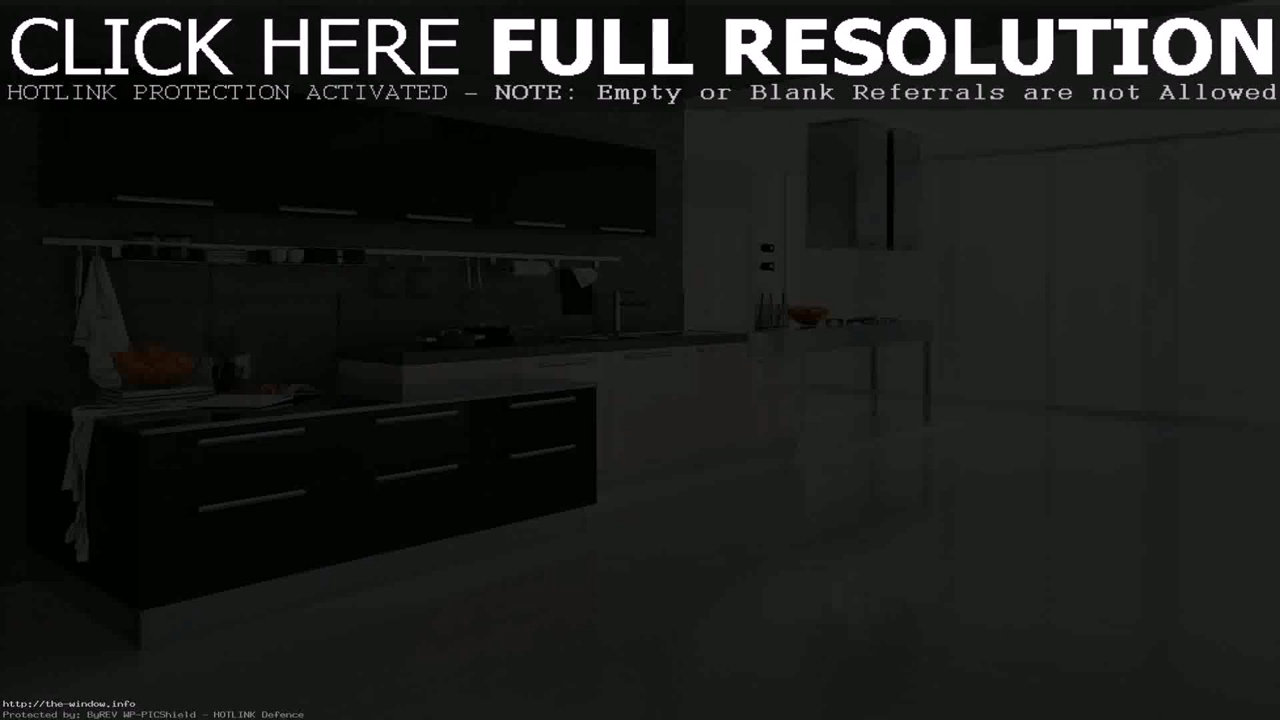 CLICK HERE FULL RESOLUTION
HOTLINK PROTECTION ACTIVATED - NOTE: Empty or Blank Referrals are not Allowed
http://the-window.info
Protected by: ByREV WP-PICShield - HOTLINK Defence